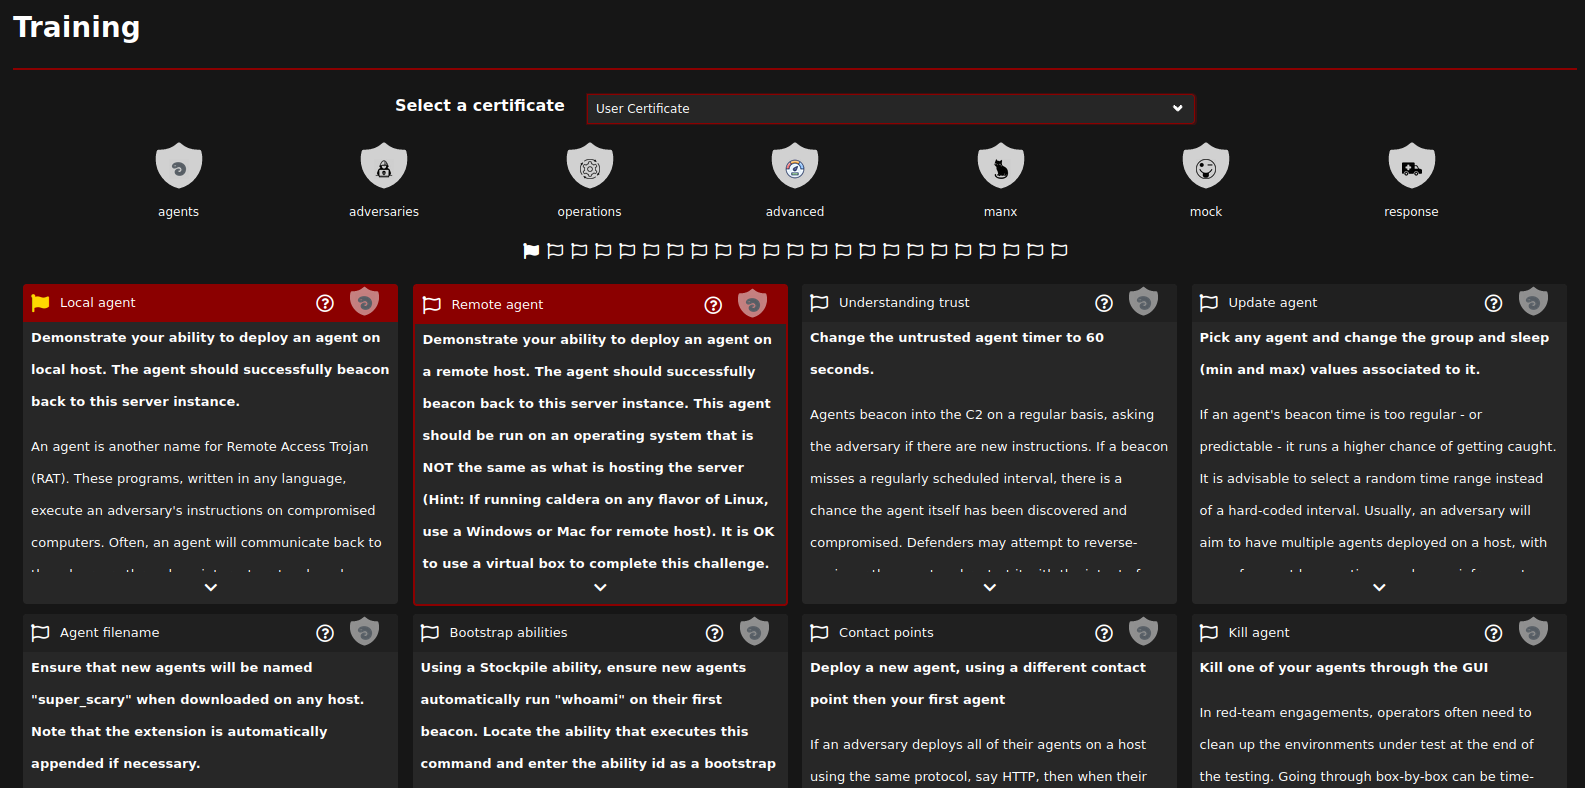 Training
Select a certificate
User Certificate
agents
adversaries
operations
advanced
manx
mock
response
Local agent
Demonstrate your ability to deploy an agent on
local host. The agent should successfully beacon
back to this server instance.
An agent is another name for Remote Access Trojan
(RAT). These programs, written in any language,
execute an adversary's instructions on compromised
computers. Often, an agent will communicate back to
Remote agent
Demonstrate your ability to deploy an agent on
a remote host. The agent should successfully
beacon back to this server instance. This agent
should be run on an operating system that is
NOT the same as what is hosting the server
(Hint: If running caldera on any flavor of Linux,
use a Windows or Mac for remote host). It is OK
to use a virtual box to complete this challenge.
Understanding trust
Change the untrusted agent timer to 60
seconds.
Agents beacon into the C2 on a regular basis, asking
the adversary if there are new instructions. If a beacon
misses a regularly scheduled interval, there is a
chance the agent itself has been discovered and
compromised. Defenders may attempt to reverse-
Update agent
Pick any agent and change the group and sleep
(min and max) values associated to it.
If an agent's beacon time is too regular - or
predictable - it runs a higher chance of getting caught.
It is advisable to select a random time range instead
of a hard-coded interval. Usually, an adversary will
aim to have multiple agents deployed on a host, with
Agent filename
Ensure that new agents will be named
"super_scary" when downloaded on any host.
Note that the extension is automatically
appended if necessary.
Bootstrap abilities
Using a Stockpile ability, ensure new agents
automatically run "whoami" on their first
beacon. Locate the ability that executes this
command and enter the ability id as a bootstrap
Contact points
Deploy a new agent, using a different contact
point then your first agent
If an adversary deploys all of their agents on a host
using the same protocol, say HTTP, then when their
Kill agent
Kill one of your agents through the GUI
In red-team engagements, operators often need to
clean up the environments under test at the end of
the testing. Going through box-by-box can be time-